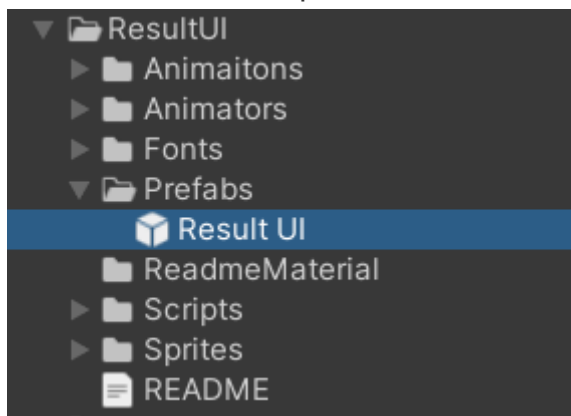 ResultUI
Animaitons
Animators
Fonts
Prefabs
Result UI
ReadmeMaterial
Scripts
Sprites
README